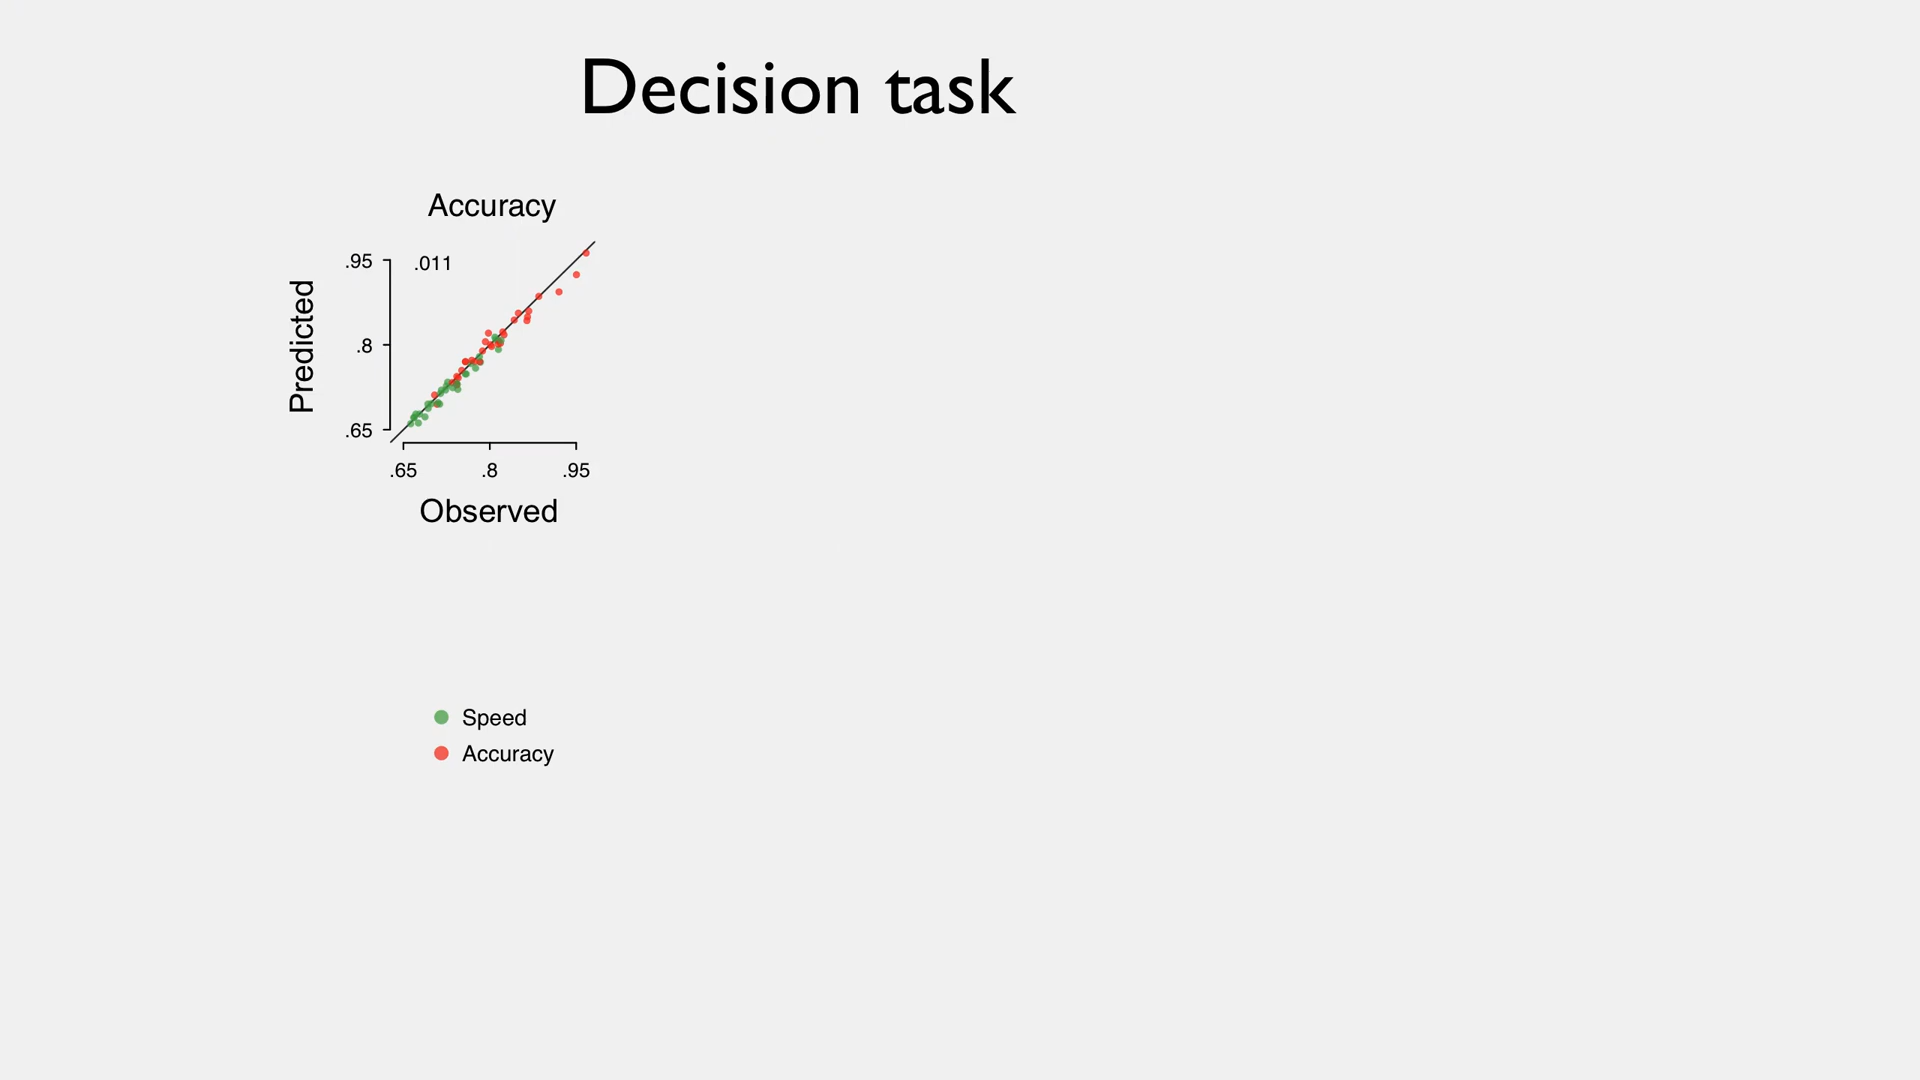 Decision task
Accuracy
Predicted
.95
.011
.8
.65
.65 .8 .95
Observed
Speed
Accuracy